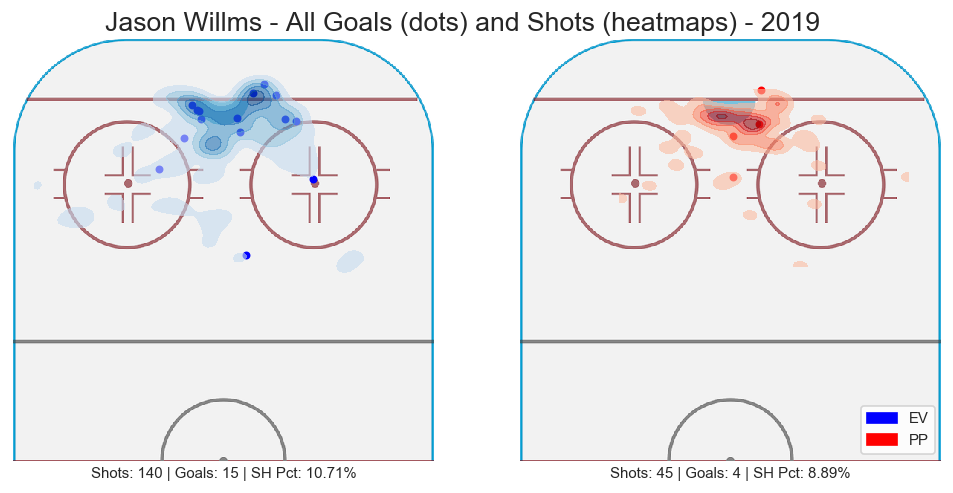 Jason Willms - All Goals (dots) and Shots (heatmaps) - 2019
EV
PP
Shots: 140 | Goals: 15 | SH Pct: 10.71%
Shots: 45 | Goals: 4 | SH Pct: 8.89%